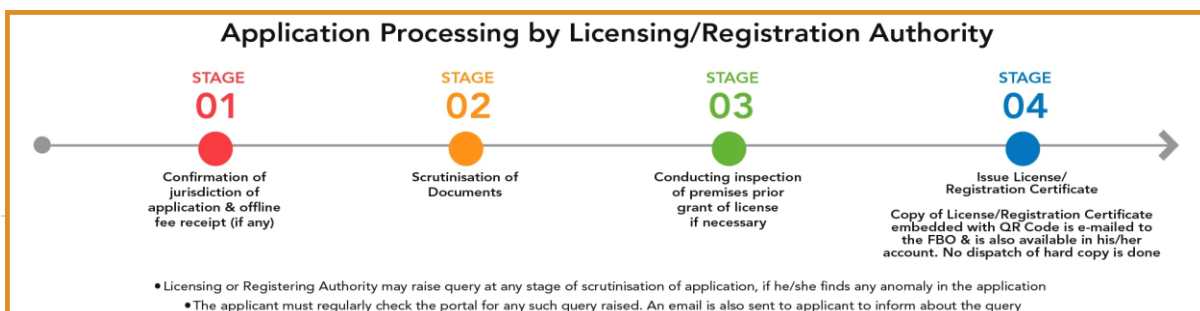 Application Processing by Licensing/Registration Authority
STAGE
01
Confirmation of
jurisdiction of
application & offline
fee receipt (if any)
STAGE
02
Scrutinisation of
Documents
STAGE
03
Conducting inspection
of premises prior
grant of license
if necessary
STAGE
04
Issue License/
Registration Certificate
Copy of License/Registration Certificate
embedded with QR Code is e-mailed to
the FBO & is also available in his/her
account. No dispatch of hard copy is done
• Licensing or Registering Authority may raise query at any stage of scrutinisation of application, if he/she finds any anomaly in the application
• The applicant must regularly check the portal for any such query raised. An email is also sent to applicant to inform about the query